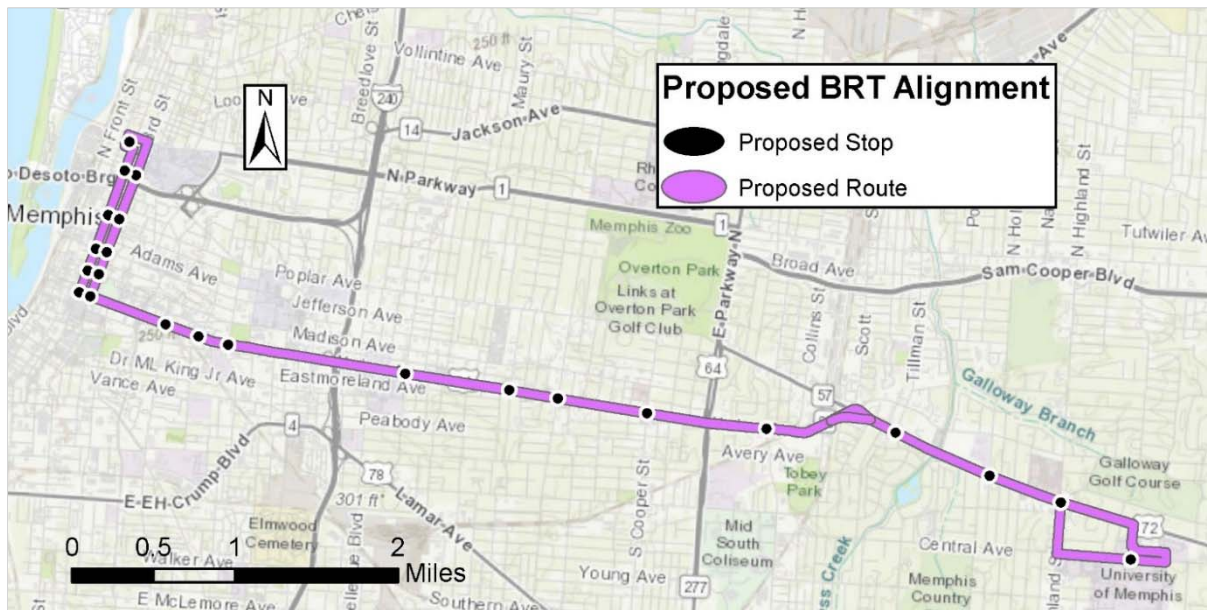 Proposed BRT Alignment
Proposed Stop
Proposed Route
N
N Front St
Breedlove St
Vollintine Ave
250 ft
Maury St
240
14
Jackson Ave
N Parkway
1
Memphis
Adams Ave
Poplar Ave
Jefferson Ave
Madison Ave
250 ft
Dr ML King Jr Ave
Vance Ave
Eastmoreland Ave
Peabody Ave
4
E-EH-Crump-Blvd
78
Lamar-Ave
301 ft
Elmwood
Cemetery
Walker Ave
E McLemore Ave
Southern Ave
Memphis Zoo
Overton Park
Links at
Overton Park
Golf Club
1
E-Parkway-N
Broad Ave
Sam-Cooper-Blvd
Tutwiler Av
N Highland St
Collins St
Scott
Tillman St
64
57
Galloway Branch
Galloway
Golf Course
Avery Ave
Tobey
Park
S Cooper St
Mid
South
Coliseum
Young Ave
277
Central Ave
Memphis
Country
72
University
of Memphis
0 0.5 1 2
Miles